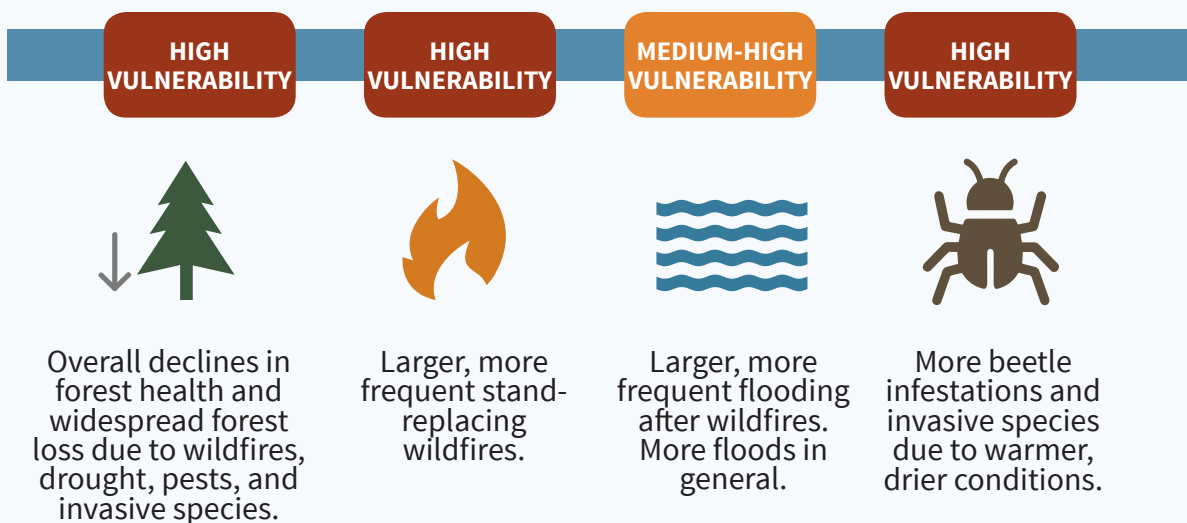 HIGH
VULNERABILITY
HIGH
VULNERABILITY
MEDIUM-HIGH
VULNERABILITY
HIGH
VULNERABILITY
Overall declines in
forest health and
widespread forest
loss due to wildfires,
drought, pests, and
invasive species.
Larger, more
frequent stand-
replacing
wildfires.
Larger, more
frequent flooding
after wildfires.
More floods in
general.
More beetle
infestations and
invasive species
due to warmer,
drier conditions.